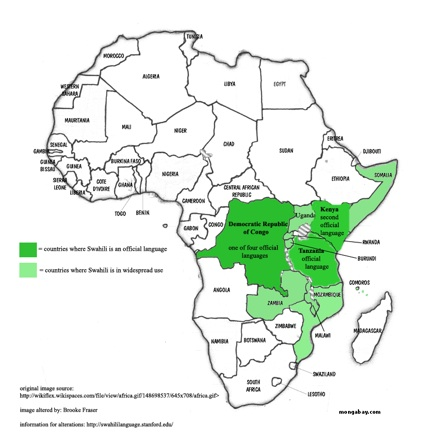 TUNISIA
MOROCCO
ALGERIA
LIBYA
EGYPT
WESTERN
SAHARA
MAURITANIA
MALI
NIGER
CHAD
SUDAN
ERITREA
DJIBOUTI
SENEGAL
GUINEA
BISSAU
GUINEA
SIERRA
LEONE
LIBERIA
COTE
D'IVOIRE
BURKINA FASO
GHANA
TOGO
BENIN
NIGERIA
CAMEROON
CENTRAL AFRICAN
REPUBLIC
ETHIOPIA
SOMALIA
GABON
CONGO
Democratic Republic
of Congo
one of four official
languages
Uganda
Kenya
second
official
language
Tanzania
official
language
RWANDA
BURUNDI
COMOROS
= countries where Swahili is an official language
= countries where Swahili is in widespread use
ANGOLA
ZAMBIA
MOZAMBIQUE
MALAWI
ZIMBABWE
MADAGASCAR
NAMIBIA
BOTSWANA
SWAZILAND
SOUTH
AFRICA
LESOTHO
original image source:
http://wikiflex.wikispaces.com/file/view/africa.gif/148698537/645x708/africa.gif>
image altered by: Brooke Fraser
information for alterations: http://swahililanguage.stanford.edu/
mongabay.com